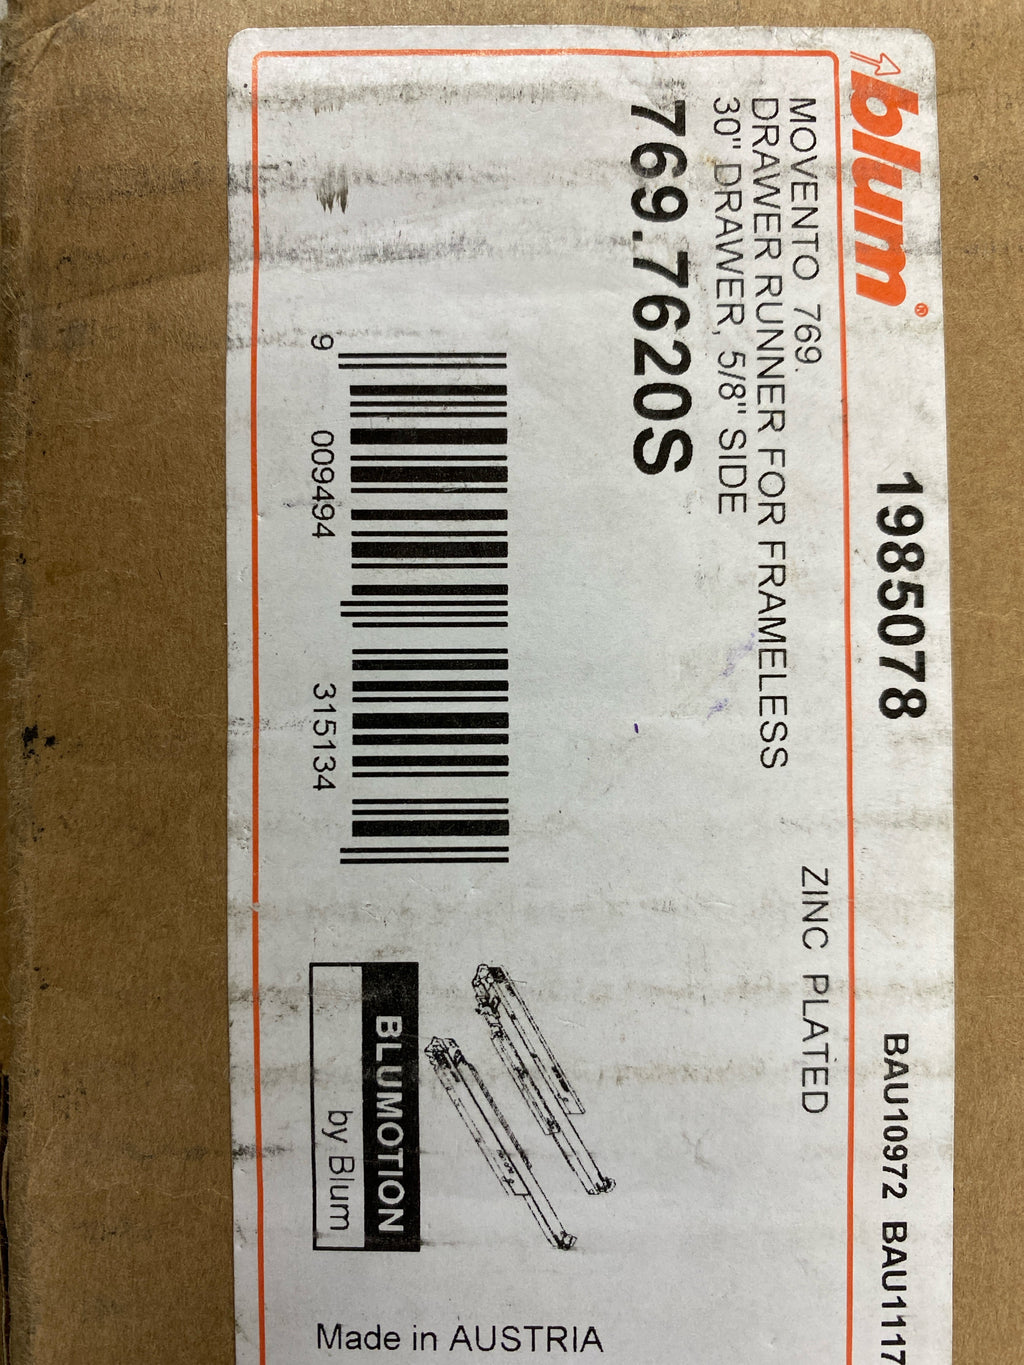 blum®
1985078
BAU10972 BAU1117
MOVENTO 769.
ZINC PLATED
DRAWER RUNNER FOR FRAMELESS
30" DRAWER, 5/8" SIDE
769.7620S
9 009494 315134
BLUMOTION
by Blum
Made in AUSTRIA